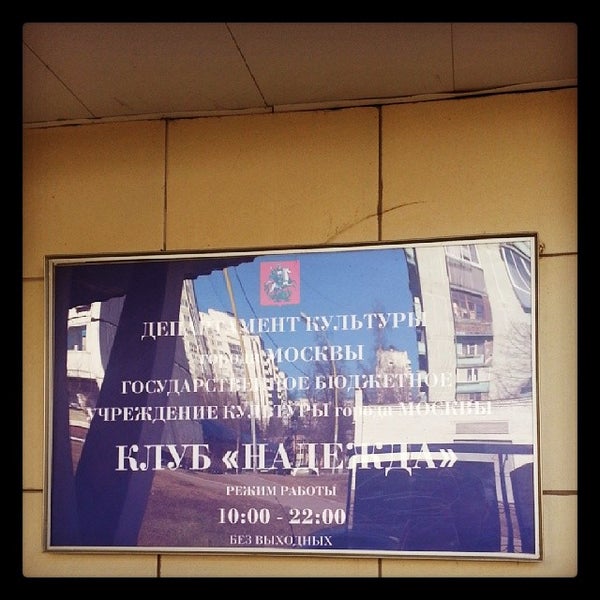 ДЕПАРТАМЕНТ КУЛЬТУРЫ
города МОСКВЫ
ГОСУДАРСТВЕННОЕ БЮДЖЕТНОЕ
УЧРЕЖДЕНИЕ КУЛЬТУРЫ города МОСКВЫ
КЛУБ «НАДЕЖДА»
РЕЖИМ РАБОТЫ
10:00 - 22:00
БЕЗ ВЫХОДНЫХ